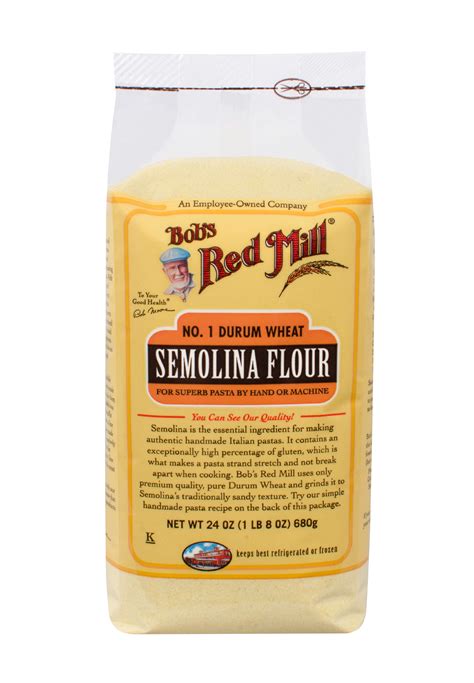 An Employee-Owned Company
Bob's
Red Mill®
To Your
Good Health®
Bob Moore
NO. 1 DURUM WHEAT
SEMOLINA FLOUR
FOR SUPERB PASTA BY HAND OR MACHINE
You Can See Our Quality!
Semolina is the essential ingredient for making
authentic handmade Italian pastas. It contains an
exceptionally high percentage of gluten, which is
what makes a pasta strand stretch and not break
apart when cooking. Bob's Red Mill uses only
premium quality, pure Durum Wheat and grinds it to
Semolina's traditionally sandy texture. Try our simple
handmade pasta recipe on the back of this package.
NET WT 24 OZ (1 LB 8 OZ) 680g
K
keeps best refrigerated or frozen